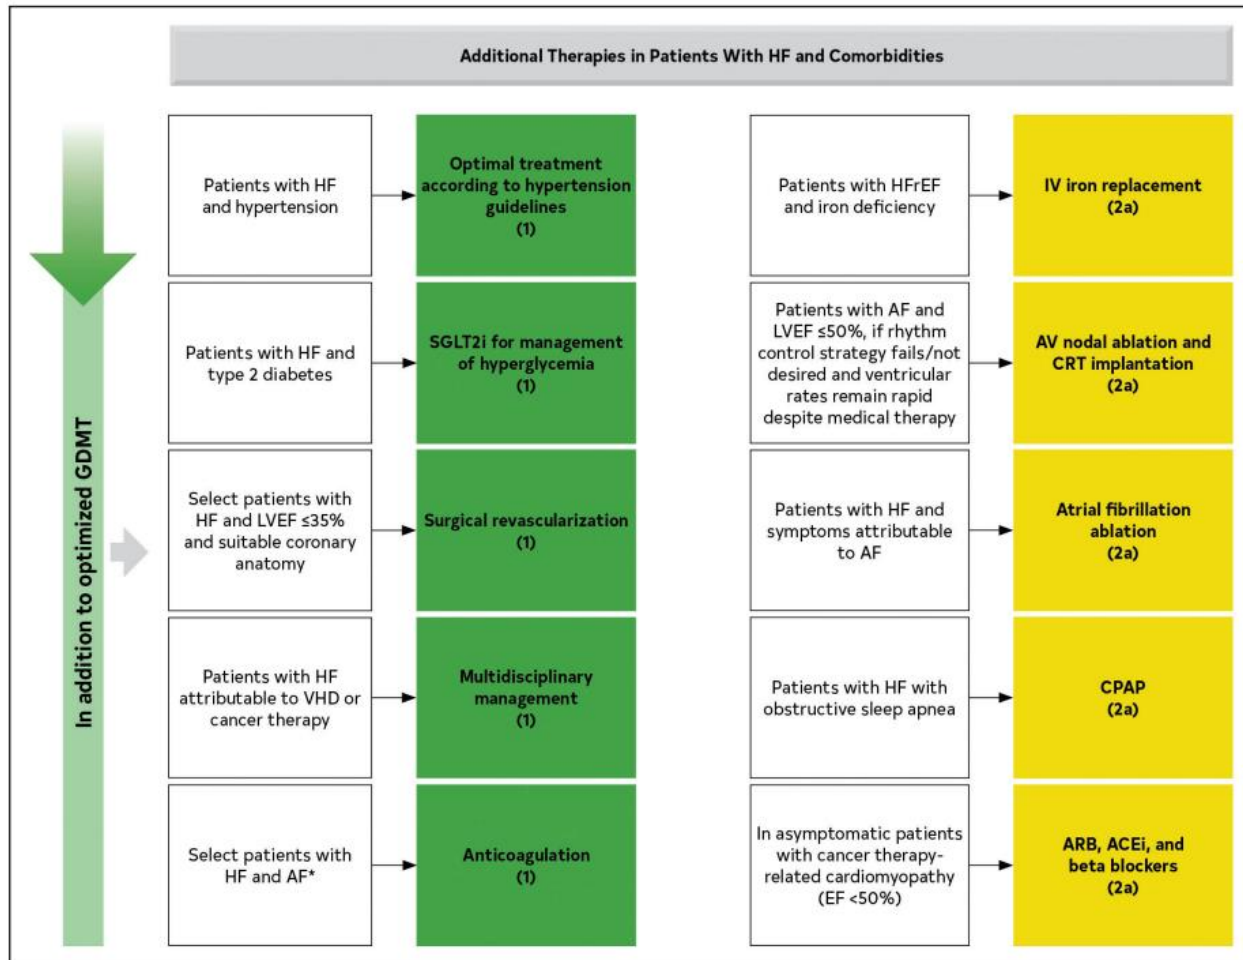 Additional Therapies in Patients With HF and Comorbidities
In addition to optimized GDMT
Patients with HF
and hypertension
Optimal treatment
according to hypertension
guidelines
(1)
Patients with HF and
type 2 diabetes
SGLT2i for management
of hyperglycemia
(1)
Select patients with
HF and LVEF ≤35%
and suitable coronary
anatomy
Surgical revascularization
(1)
Patients with HF
attributable to VHD or
cancer therapy
Multidisciplinary
management
(1)
Select patients with
HF and AF*
Anticoagulation
(1)
Patients with HFrEF
and iron deficiency
IV iron replacement
(2a)
Patients with AF and
LVEF ≤50%, if rhythm
control strategy fails/not
desired and ventricular
rates remain rapid
despite medical therapy
AV nodal ablation and
CRT implantation
(2a)
Patients with HF and
symptoms attributable
to AF
Atrial fibrillation
ablation
(2a)
Patients with HF with
obstructive sleep apnea
CPAP
(2a)
In asymptomatic patients
with cancer therapy-
related cardiomyopathy
(EF <50%)
ARB, ACEi, and
beta blockers
(2a)